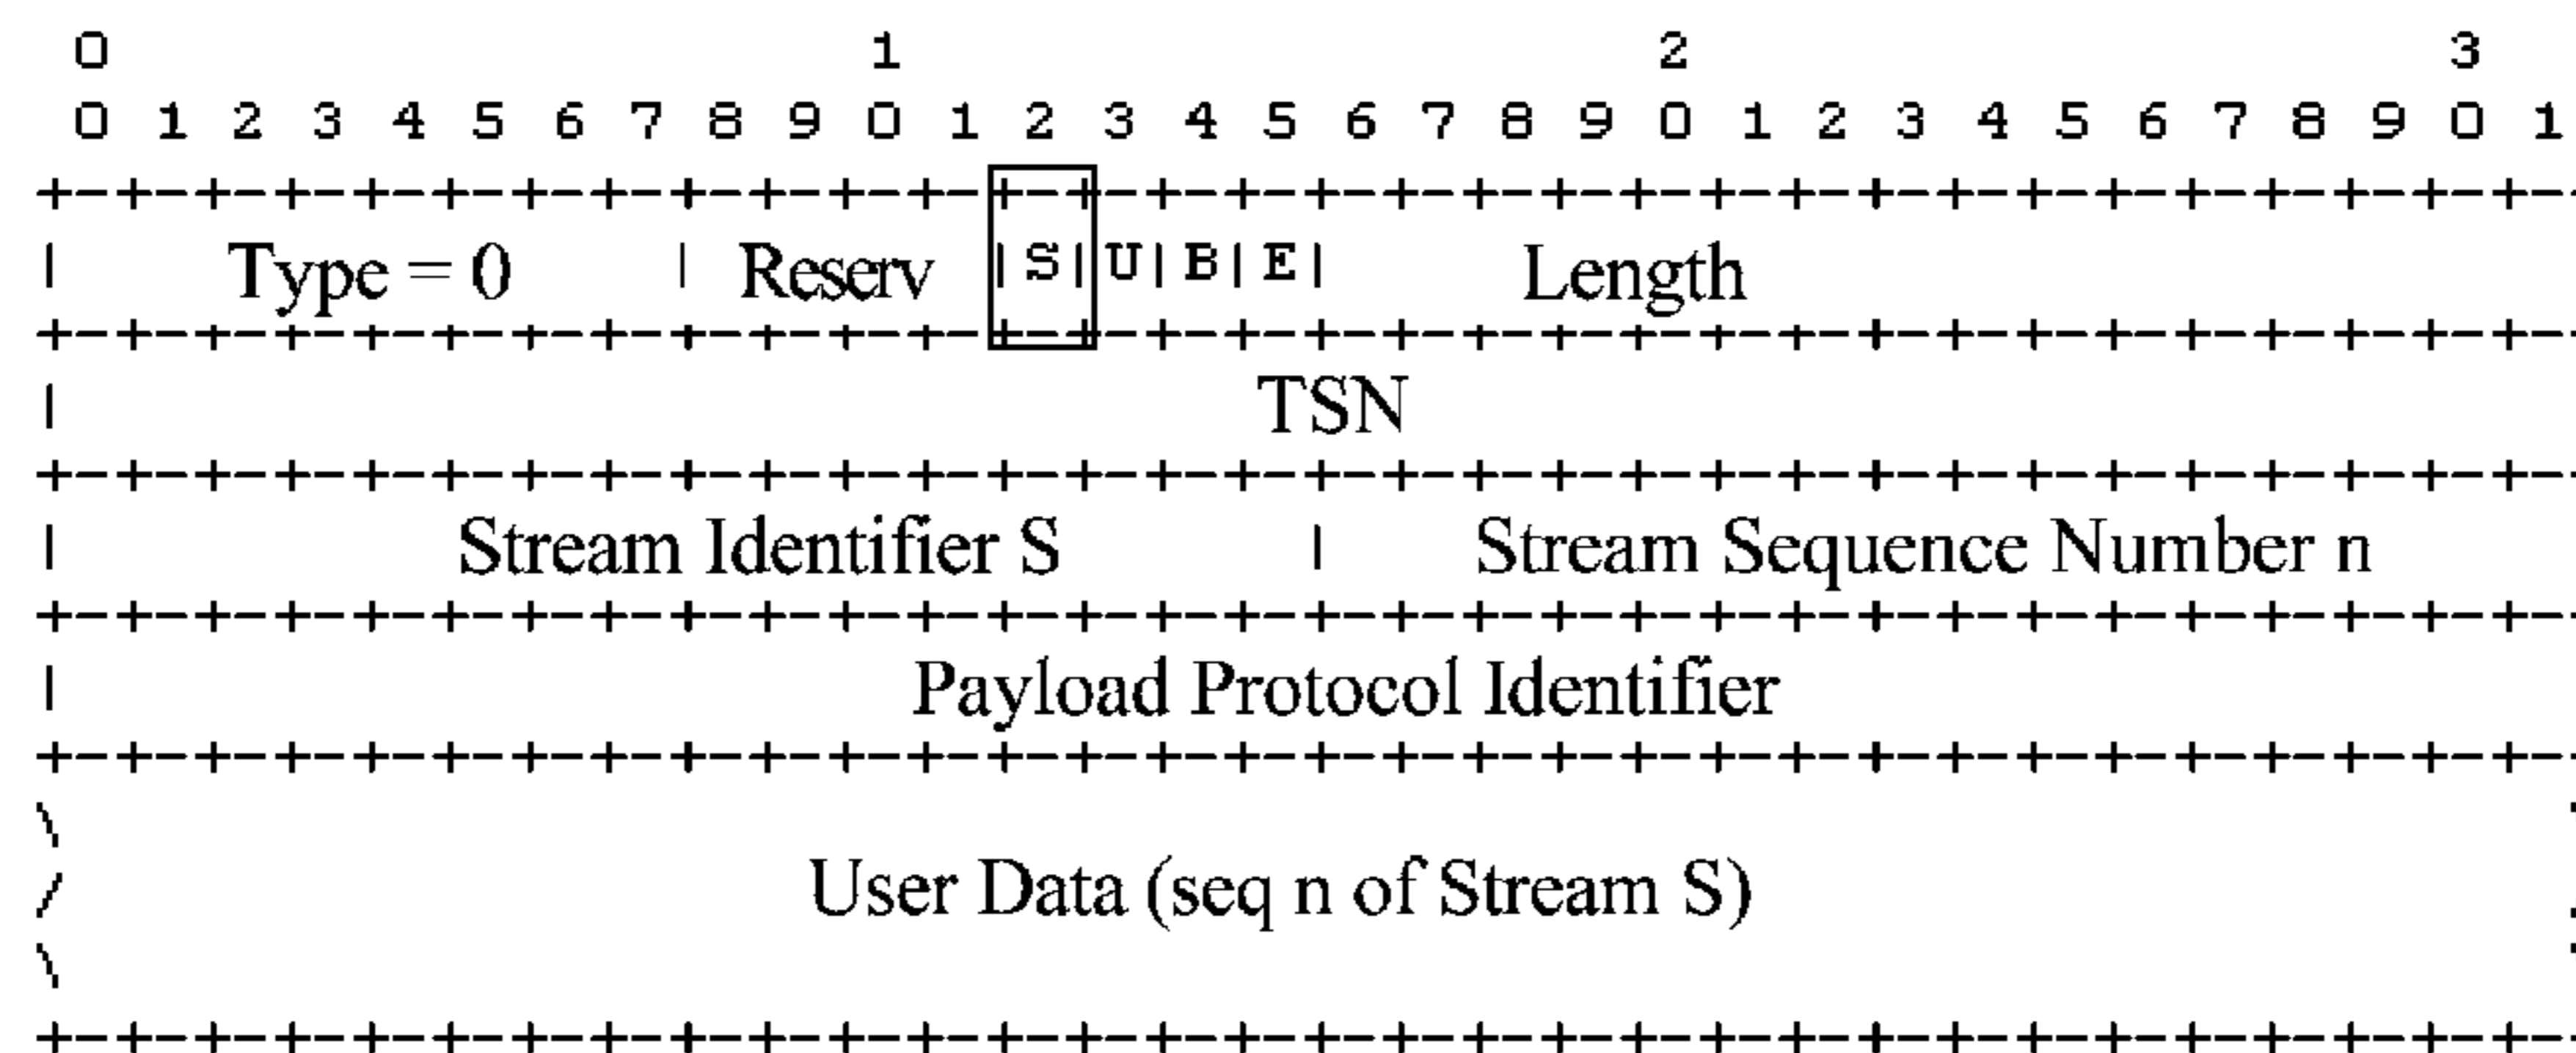 0 1 2 3
0 1 2 3 4 5 6 7 8 9 0 1 2 3 4 5 6 7 8 9 0 1 2 3 4 5 6 7 8 9 0 1
+-+-+-+-+-+-+-+-+-+-+-+-+-+-+-+-+-+-+-+-+-+-+-+-+-+-+-+-+-+-+-+-
| Type = 0 | Reserv |S|U|B|E| Length
+-+-+-+-+-+-+-+-+-+-+-+-+-+-+-+-+-+-+-+-+-+-+-+-+-+-+-+-+-+-+-+-
| TSN
+-+-+-+-+-+-+-+-+-+-+-+-+-+-+-+-+-+-+-+-+-+-+-+-+-+-+-+-+-+-+-+-
| Stream Identifier S | Stream Sequence Number n
+-+-+-+-+-+-+-+-+-+-+-+-+-+-+-+-+-+-+-+-+-+-+-+-+-+-+-+-+-+-+-+-
| Payload Protocol Identifier
+-+-+-+-+-+-+-+-+-+-+-+-+-+-+-+-+-+-+-+-+-+-+-+-+-+-+-+-+-+-+-+-
\
/ User Data (seq n of Stream S)
\
+-+-+-+-+-+-+-+-+-+-+-+-+-+-+-+-+-+-+-+-+-+-+-+-+-+-+-+-+-+-+-+-